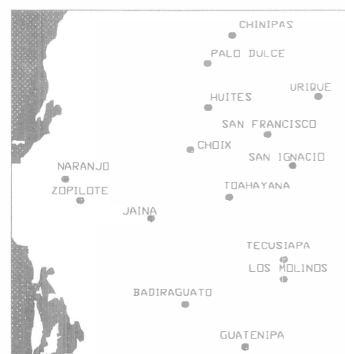 CHINIPAS
PALO DULCE
URIQUE
HUITES
SAN FRANCISCO
CHOIX
SAN IGNACIO
NARANJO
ZOPILOTE
TOAHAYANA
JAINA
TECUSIAPA
LOS MOLINOS
BADIRAGUATO
GUATENIPA